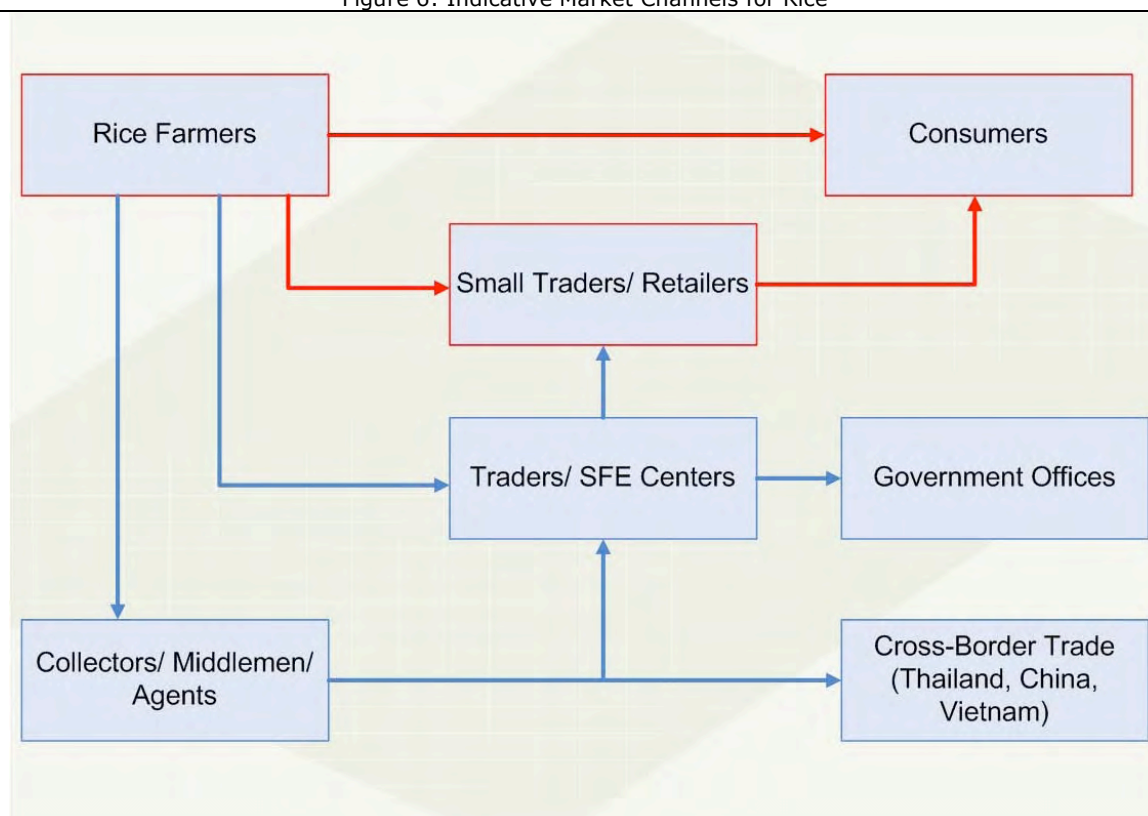 Figure 6: Indicative Market Channels for Rice
Rice Farmers
Consumers
Small Traders/ Retailers
Traders/ SFE Centers
Government Offices
Collectors/ Middlemen/
Agents
Cross-Border Trade
(Thailand, China,
Vietnam)